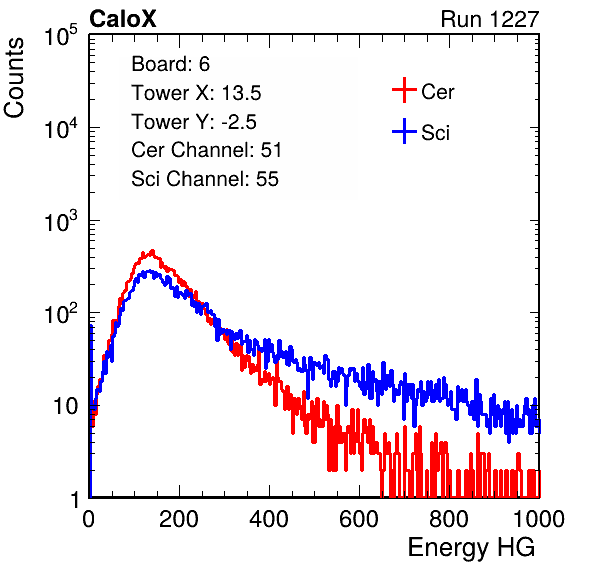 CaloX Run 1227
Counts
Board: 6
Tower X: 13.5
Tower Y: -2.5
Cer Channel: 51
Sci Channel: 55
Cer
Sci
10^5
10^4
10^3
10^2
10
1
0 200 400 600 800 1000
Energy HG